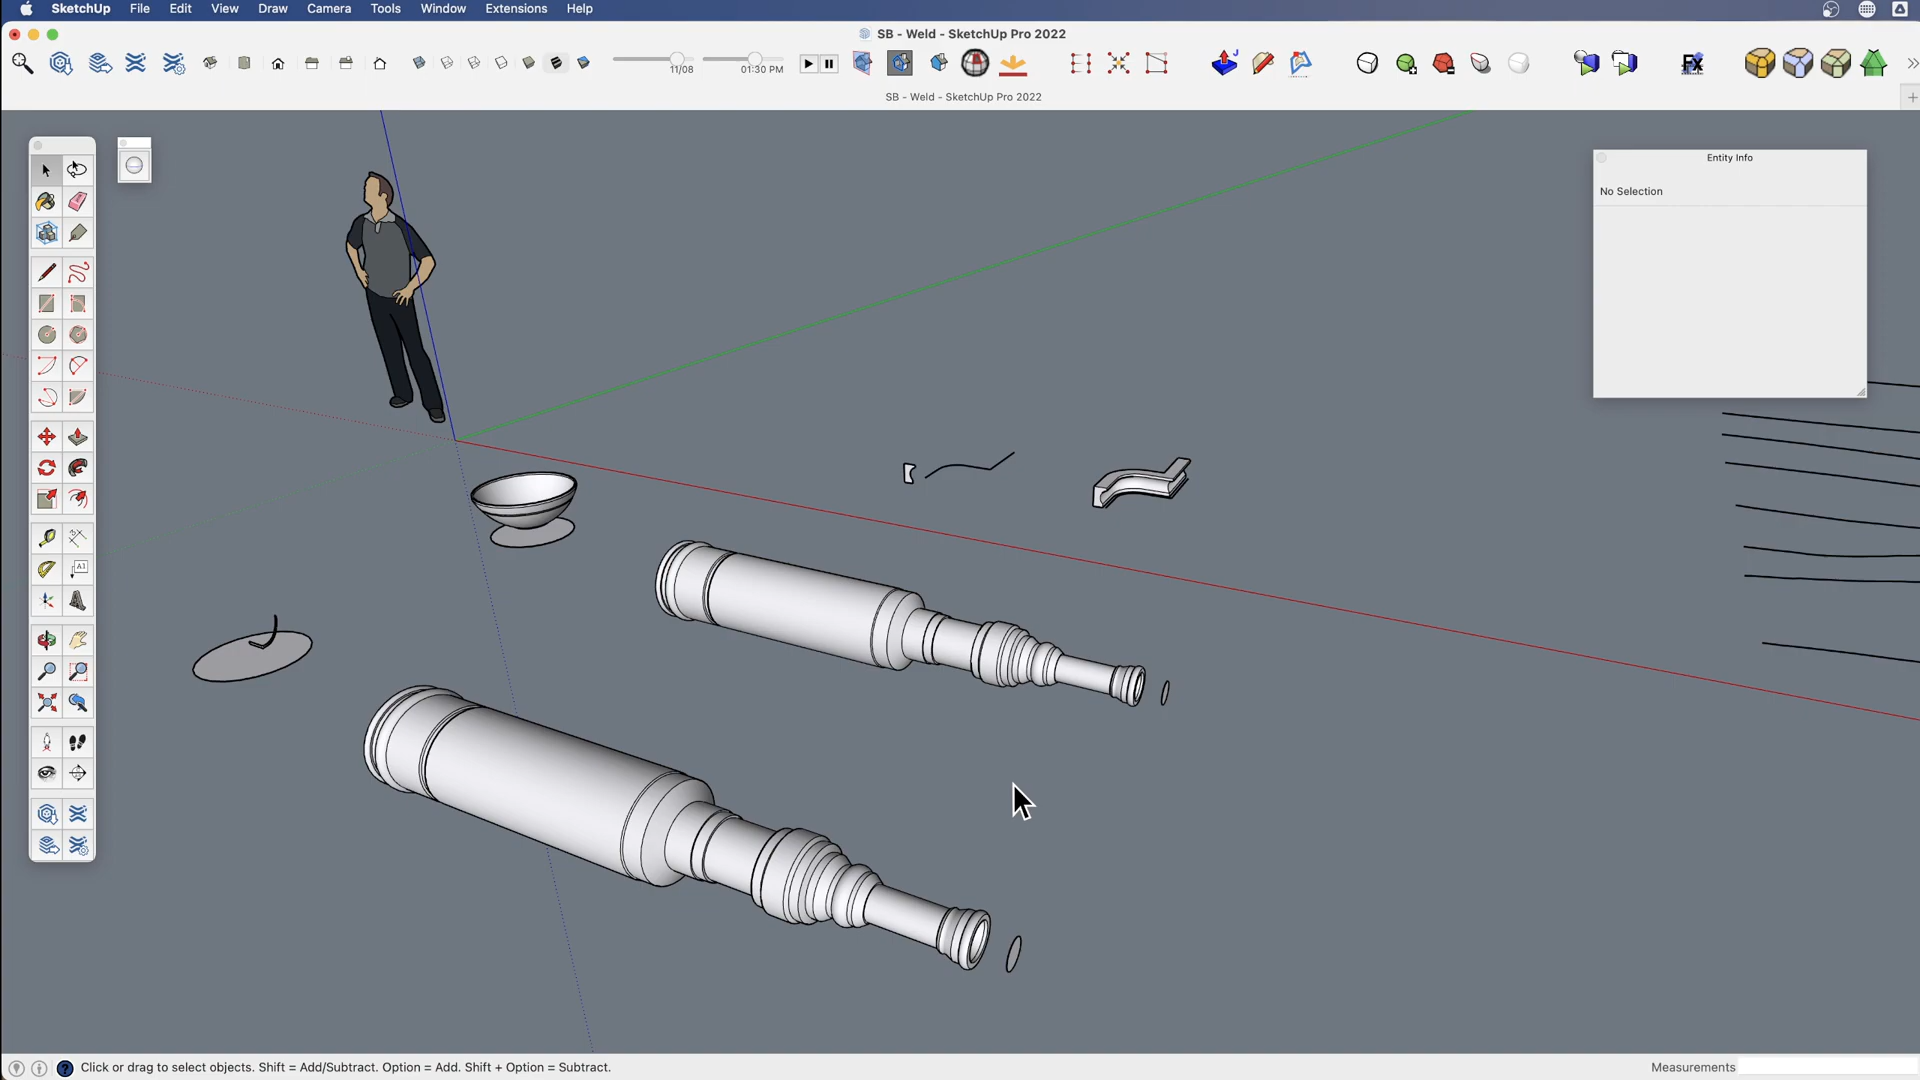 SketchUp File Edit View Draw Camera Tools Window Extensions Help
SB - Weld - SketchUp Pro 2022
11/08 01:30 PM
J
FX
SB - Weld - SketchUp Pro 2022
Entity Info
No Selection
A1
Click or drag to select objects. Shift = Add/Subtract. Option = Add. Shift + Option = Subtract.
Measurements